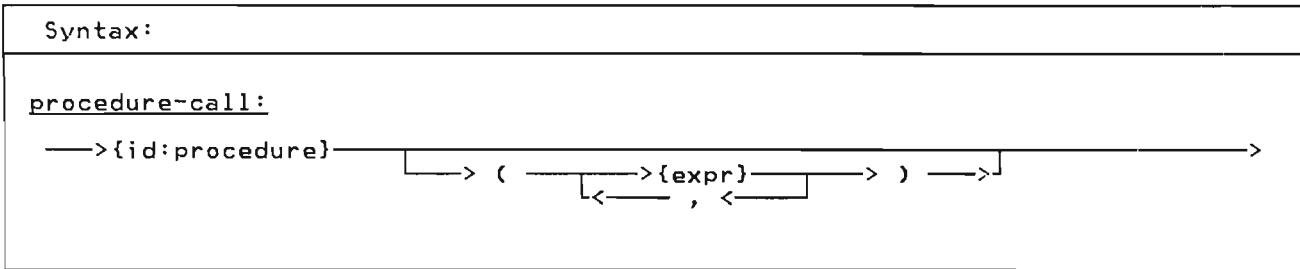 Syntax:
procedure-call:
——>{id:procedure}————————————————————>
└——> ( ——┬——>{expr}——┬——> ) ——>┘
└<—— , <——┘